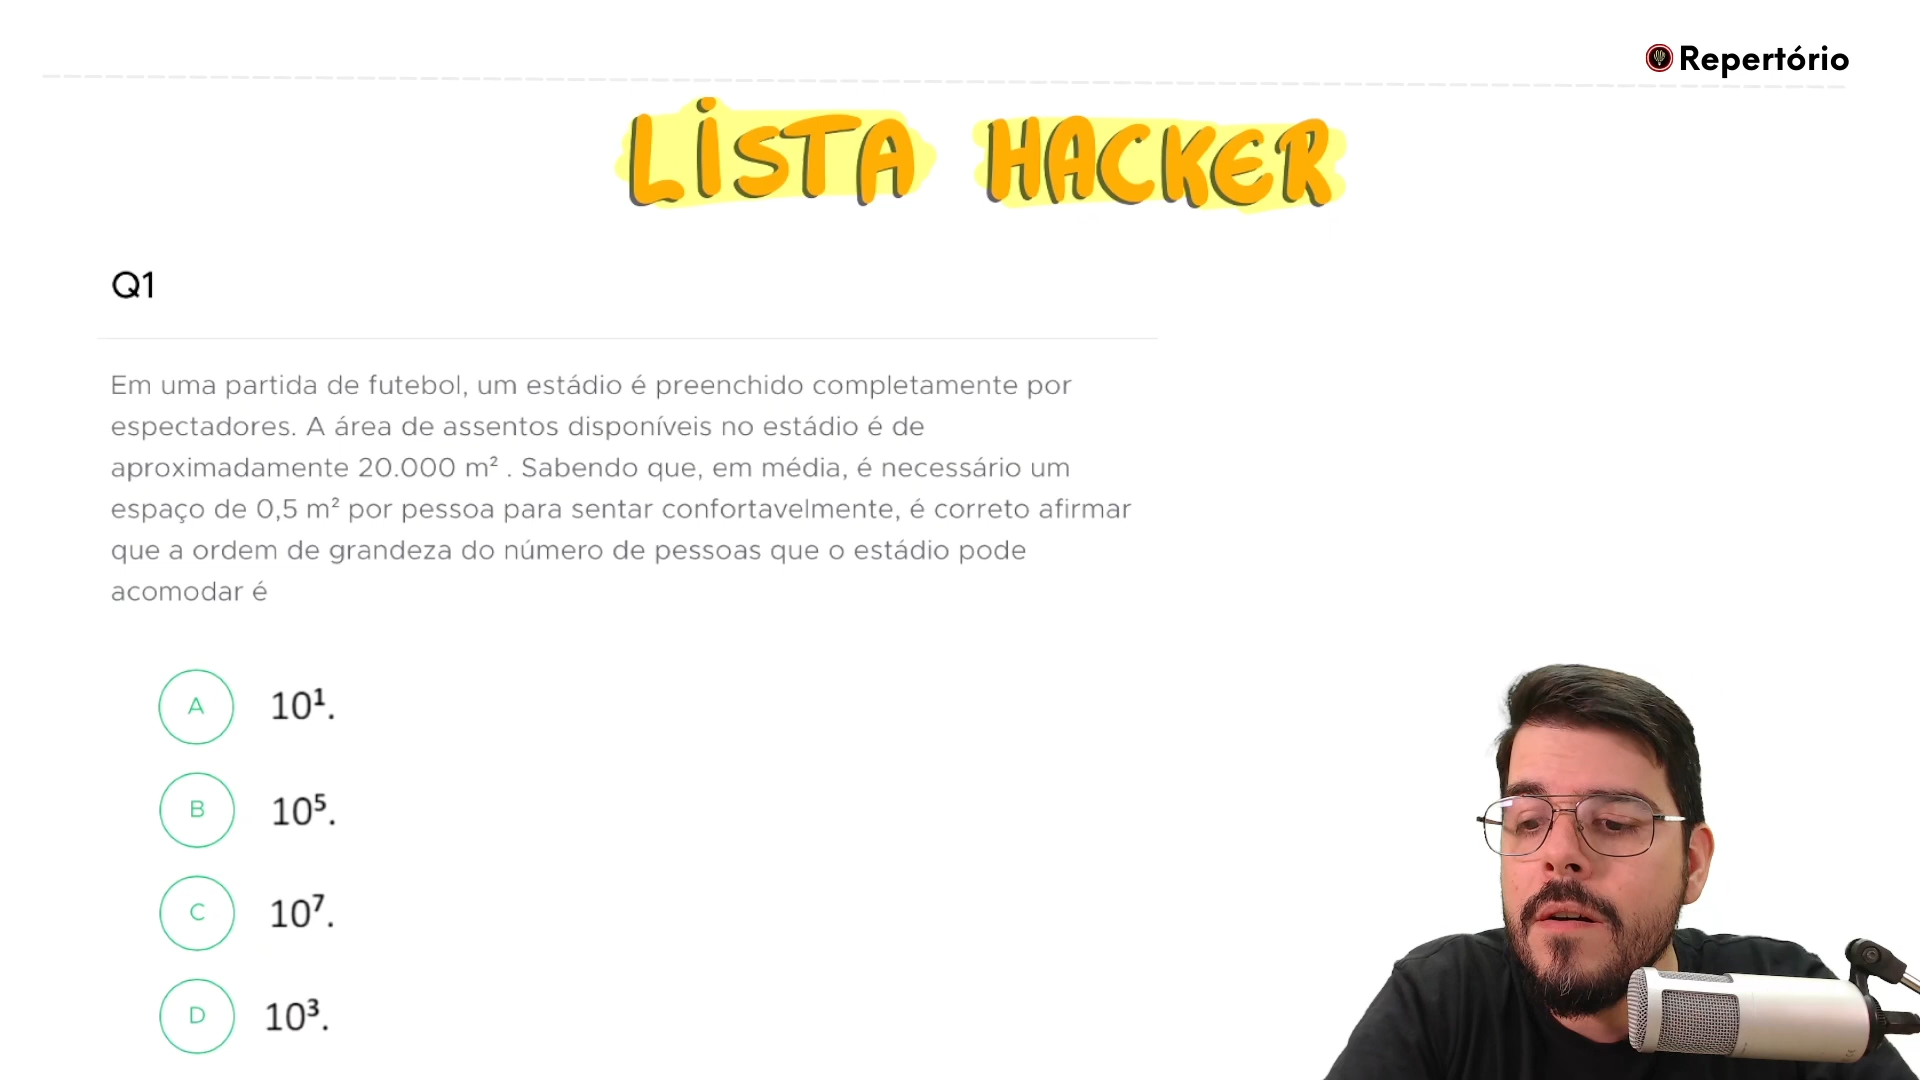 Repertório
LISTA HACKER
Q1
Em uma partida de futebol, um estádio é preenchido completamente por
espectadores. A área de assentos disponíveis no estádio é de
aproximadamente 20.000 m² . Sabendo que, em média, é necessário um
espaço de 0,5 m² por pessoa para sentar confortavelmente, é correto afirmar
que a ordem de grandeza do número de pessoas que o estádio pode
acomodar é
A 10¹.
B 10⁵.
C 10⁷.
D 10³.